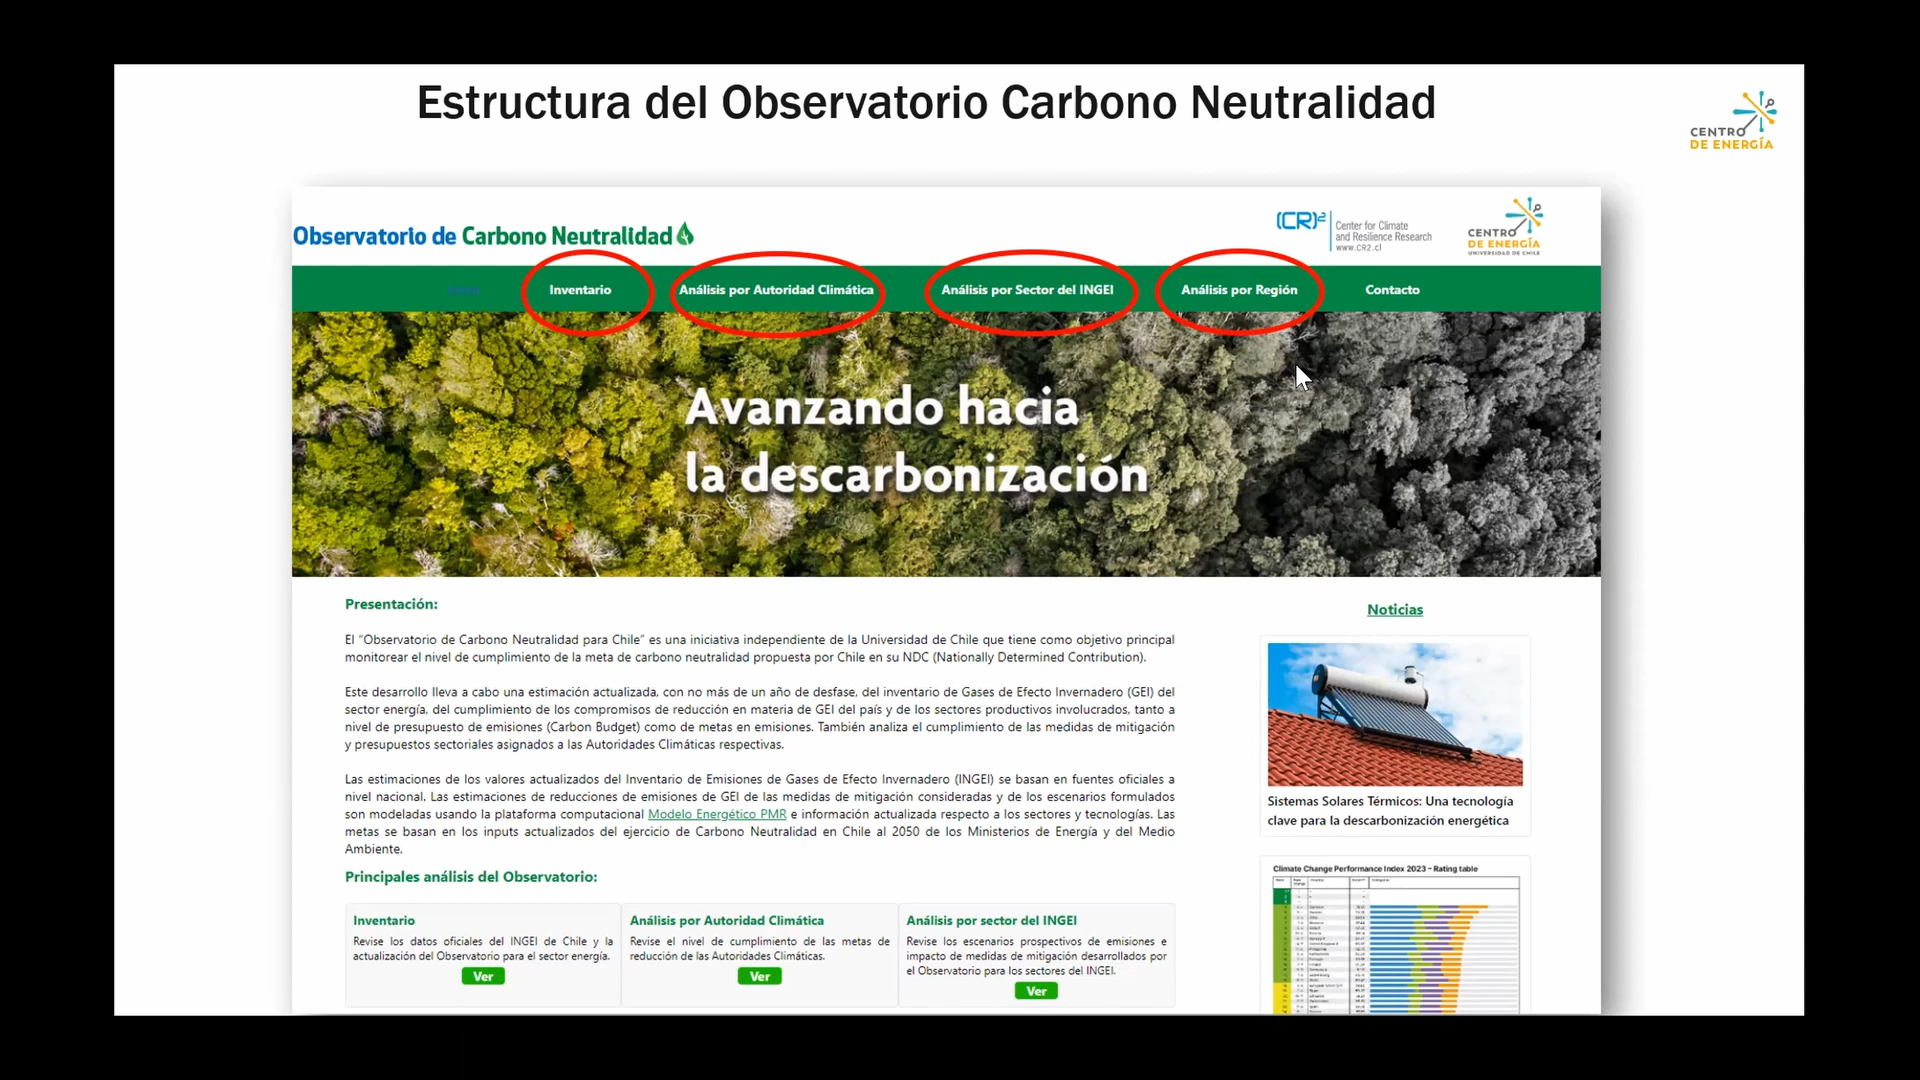 Estructura del Observatorio Carbono Neutralidad
CENTRO
DE ENERGÍA
Observatorio de Carbono Neutralidad
(CR)²
Center for Climate
and Resilience Research
www.CR2.cl
CENTRO
DE ENERGÍA
UNIVERSIDAD DE CHILE
Inventario
Análisis por Autoridad Climática
Análisis por Sector del INGEI
Análisis por Región
Contacto
Avanzando hacia
la descarbonización
Presentación:
El “Observatorio de Carbono Neutralidad para Chile” es una iniciativa independiente de la Universidad de Chile que tiene como objetivo principal
monitorear el nivel de cumplimiento de la meta de carbono neutralidad propuesta por Chile en su NDC (Nationally Determined Contribution).
Este desarrollo lleva a cabo una estimación actualizada, con no más de un año de desfase, del inventario de Gases de Efecto Invernadero (GEI) del
sector energía, del cumplimiento de los compromisos de reducción en materia de GEI del país y de los sectores productivos involucrados, tanto a
nivel de presupuesto de emisiones (Carbon Budget) como de metas en emisiones. También analiza el cumplimiento de las medidas de mitigación
y presupuestos sectoriales asignados a las Autoridades Climáticas respectivas.
Las estimaciones de los valores actualizados del Inventario de Emisiones de Gases de Efecto Invernadero (INGEI) se basan en fuentes oficiales a
nivel nacional. Las estimaciones de reducciones de emisiones de GEI de las medidas de mitigación consideradas y de los escenarios formulados
son modeladas usando la plataforma computacional Modelo Energético PMR e información actualizada respecto a los sectores y tecnologías. Las
metas se basan en los inputs actualizados del ejercicio de Carbono Neutralidad en Chile al 2050 de los Ministerios de Energía y del Medio
Ambiente.
Principales análisis del Observatorio:
Inventario
Revise los datos oficiales del INGEI de Chile y la
actualización del Observatorio para el sector energía.
Ver
Análisis por Autoridad Climática
Revise el nivel de cumplimiento de las metas de
reducción de las Autoridades Climáticas.
Ver
Análisis por sector del INGEI
Revise los escenarios prospectivos de emisiones e
impacto de medidas de mitigación desarrollados por
el Observatorio para los sectores del INGEI.
Ver
Noticias
Sistemas Solares Térmicos: Una tecnología
clave para la descarbonización energética
Climate Change Performance Index 2023 – Rating table